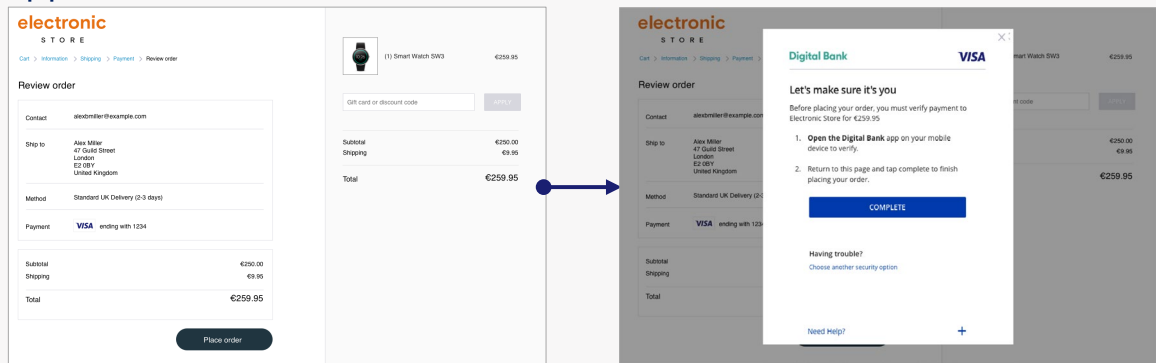 electronic
STORE
Cart > Information > Shipping > Payment > Review order
Review order
Contact alexbmiller@example.com
Ship to Alex Miller
47 Guild Street
London
E2 0BY
United Kingdom
Method Standard UK Delivery (2-3 days)
Payment VISA ending with 1234
Subtotal €250.00
Shipping €9.95
Total €259.95
Place order
(1) Smart Watch SW3 €259.95
Gift card or discount code APPLY
Subtotal €250.00
Shipping €9.95
Total €259.95
electronic
STORE
Cart > Information > Shipping > Payment >
Review order
Contact alexbmiller@example.com
Ship to Alex Miller
47 Guild Street
London
E2 0BY
United Kingdom
Method Standard UK Delivery (2-3
Payment VISA ending with 123
Subtotal
Shipping
Total
X
Digital Bank VISA
Let's make sure it's you
Before placing your order, you must verify payment to
Electronic Store for €259.95
1. Open the Digital Bank app on your mobile
device to verify.
2. Return to this page and tap complete to finish
placing your order.
COMPLETE
Having trouble?
Choose another security option
Need Help? +
mart Watch SW3 €259.95
nt code APPLY
€250.00
€9.95
€259.95